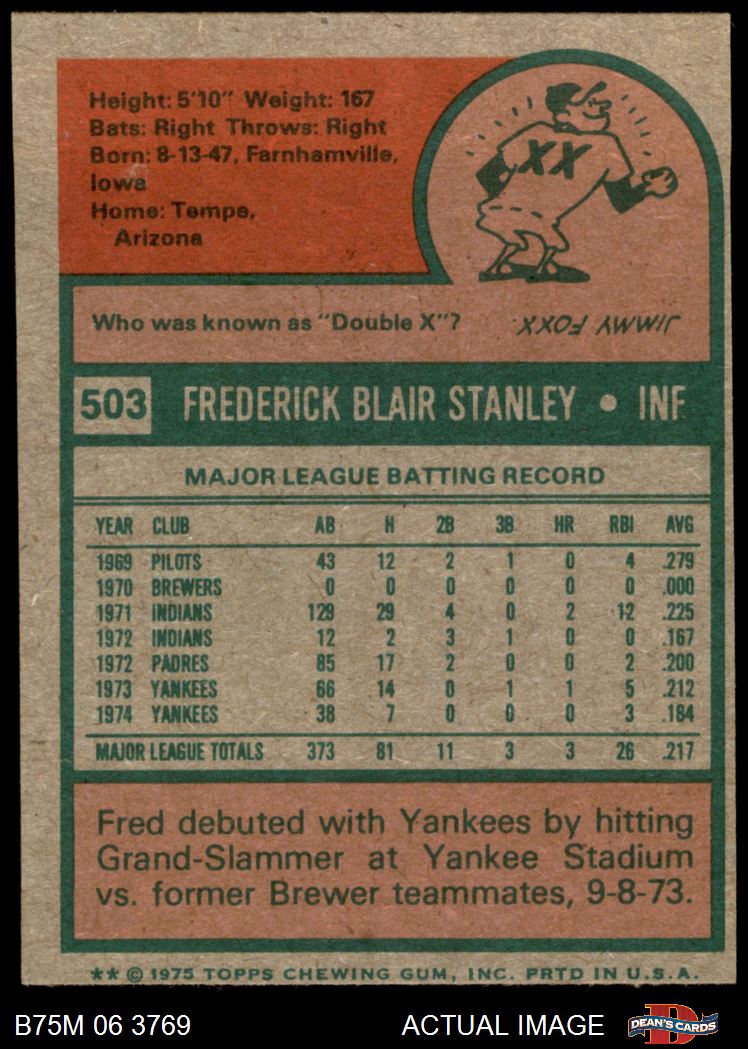 Height: 5'10" Weight: 167
Bats: Right Throws: Right
Born: 8-13-47, Farnhamville,
Iowa
Home: Tempe,
Arizona
XX
Who was known as "Double X"?
JIMMY FOXX.
503 FREDERICK BLAIR STANLEY • INF
MAJOR LEAGUE BATTING RECORD
YEAR CLUB AB H 2B 3B HR RBI AVG
1969 PILOTS 43 12 2 1 0 4 .279
1970 BREWERS 0 0 0 0 0 0 .000
1971 INDIANS 129 29 4 0 2 12 .225
1972 INDIANS 12 2 3 1 0 0 .167
1972 PADRES 85 17 2 0 0 2 .200
1973 YANKEES 66 14 0 1 1 5 .212
1974 YANKEES 38 7 0 0 0 3 .184
MAJOR LEAGUE TOTALS 373 81 11 3 3 26 .217
Fred debuted with Yankees by hitting
Grand-Slammer at Yankee Stadium
vs. former Brewer teammates, 9-8-73.
** © 1975 TOPPS CHEWING GUM, INC. PRTD IN U.S.A.
B75M 06 3769 ACTUAL IMAGE
D
DEAN'S CARDS